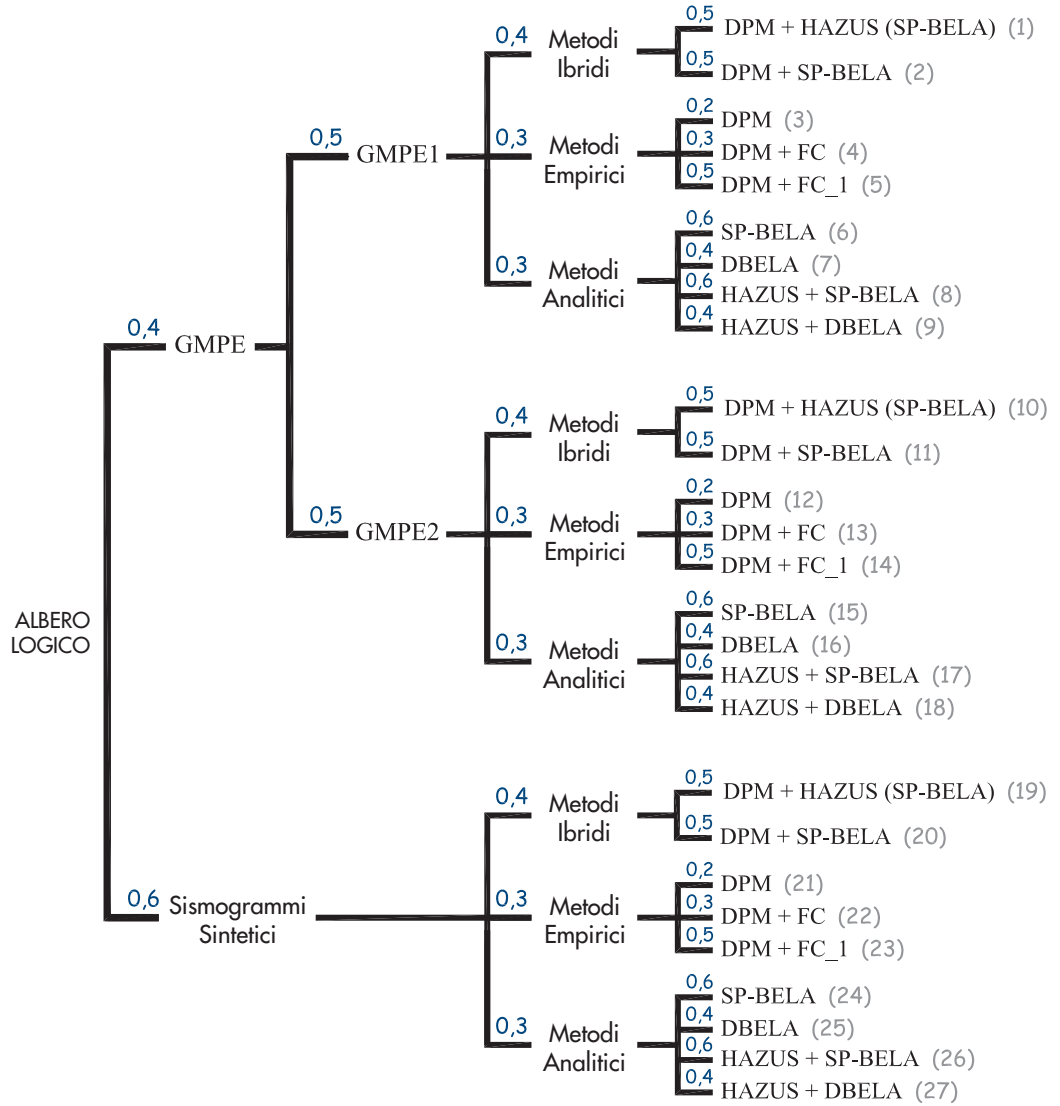 0,5
DPM + HAZUS (SP-BELA) (1)
0,4
Metodi
Ibridi
0,5
DPM + SP-BELA (2)
0,2
DPM (3)
0,5
GMPE1
0,3
Metodi
Empirici
0,3
DPM + FC (4)
0,5
DPM + FC_1 (5)
0,6
SP-BELA (6)
0,3
Metodi
Analitici
0,4
DBELA (7)
0,6
HAZUS + SP-BELA (8)
0,4
HAZUS + DBELA (9)
0,4
GMPE
0,5
DPM + HAZUS (SP-BELA) (10)
0,4
Metodi
Ibridi
0,5
DPM + SP-BELA (11)
0,2
DPM (12)
0,5
GMPE2
0,3
Metodi
Empirici
0,3
DPM + FC (13)
0,5
DPM + FC_1 (14)
0,6
SP-BELA (15)
0,3
Metodi
Analitici
0,4
DBELA (16)
0,6
HAZUS + SP-BELA (17)
0,4
HAZUS + DBELA (18)
ALBERO
LOGICO
0,5
DPM + HAZUS (SP-BELA) (19)
0,4
Metodi
Ibridi
0,5
DPM + SP-BELA (20)
0,2
DPM (21)
0,6
Sismogrammi
Sintetici
0,3
Metodi
Empirici
0,3
DPM + FC (22)
0,5
DPM + FC_1 (23)
0,6
SP-BELA (24)
0,3
Metodi
Analitici
0,4
DBELA (25)
0,6
HAZUS + SP-BELA (26)
0,4
HAZUS + DBELA (27)